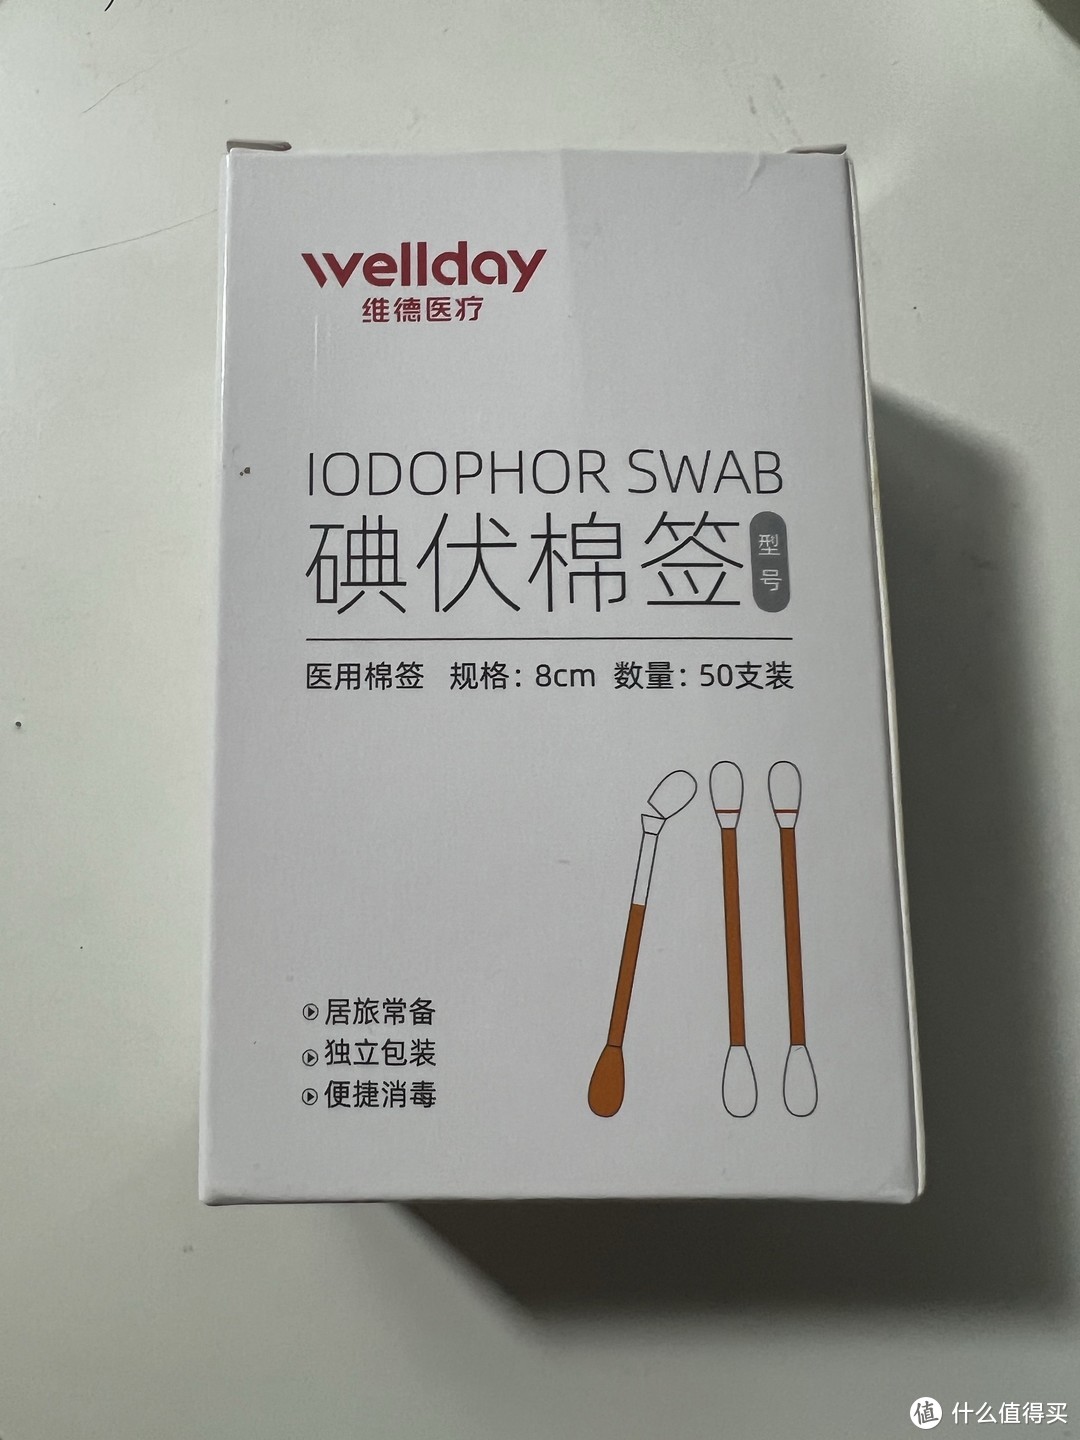 wellday
维德医疗
IODOPHOR SWAB
碘伏棉签 型号
医用棉签 规格：8cm 数量：50支装
居旅常备
独立包装
便捷消毒
值 什么值得买